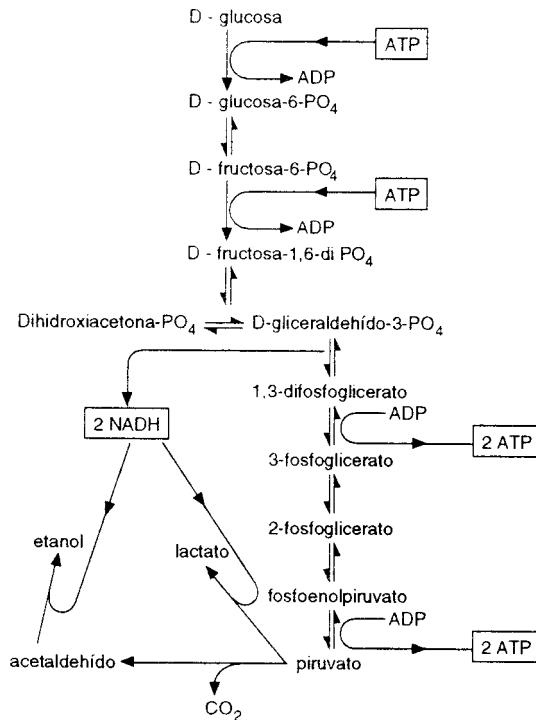 D - glucosa
ATP
ADP
D - glucosa-6-PO4
D - fructosa-6-PO4
ATP
ADP
D - fructosa-1,6-di PO4
Dihidroxiacetona-PO4
D-gliceraldehído-3-PO4
1,3-difosfoglicerato
2 NADH
ADP
2 ATP
3-fosfoglicerato
2-fosfoglicerato
etanol
lactato
fosfoenolpiruvato
ADP
2 ATP
acetaldehído
piruvato
CO2